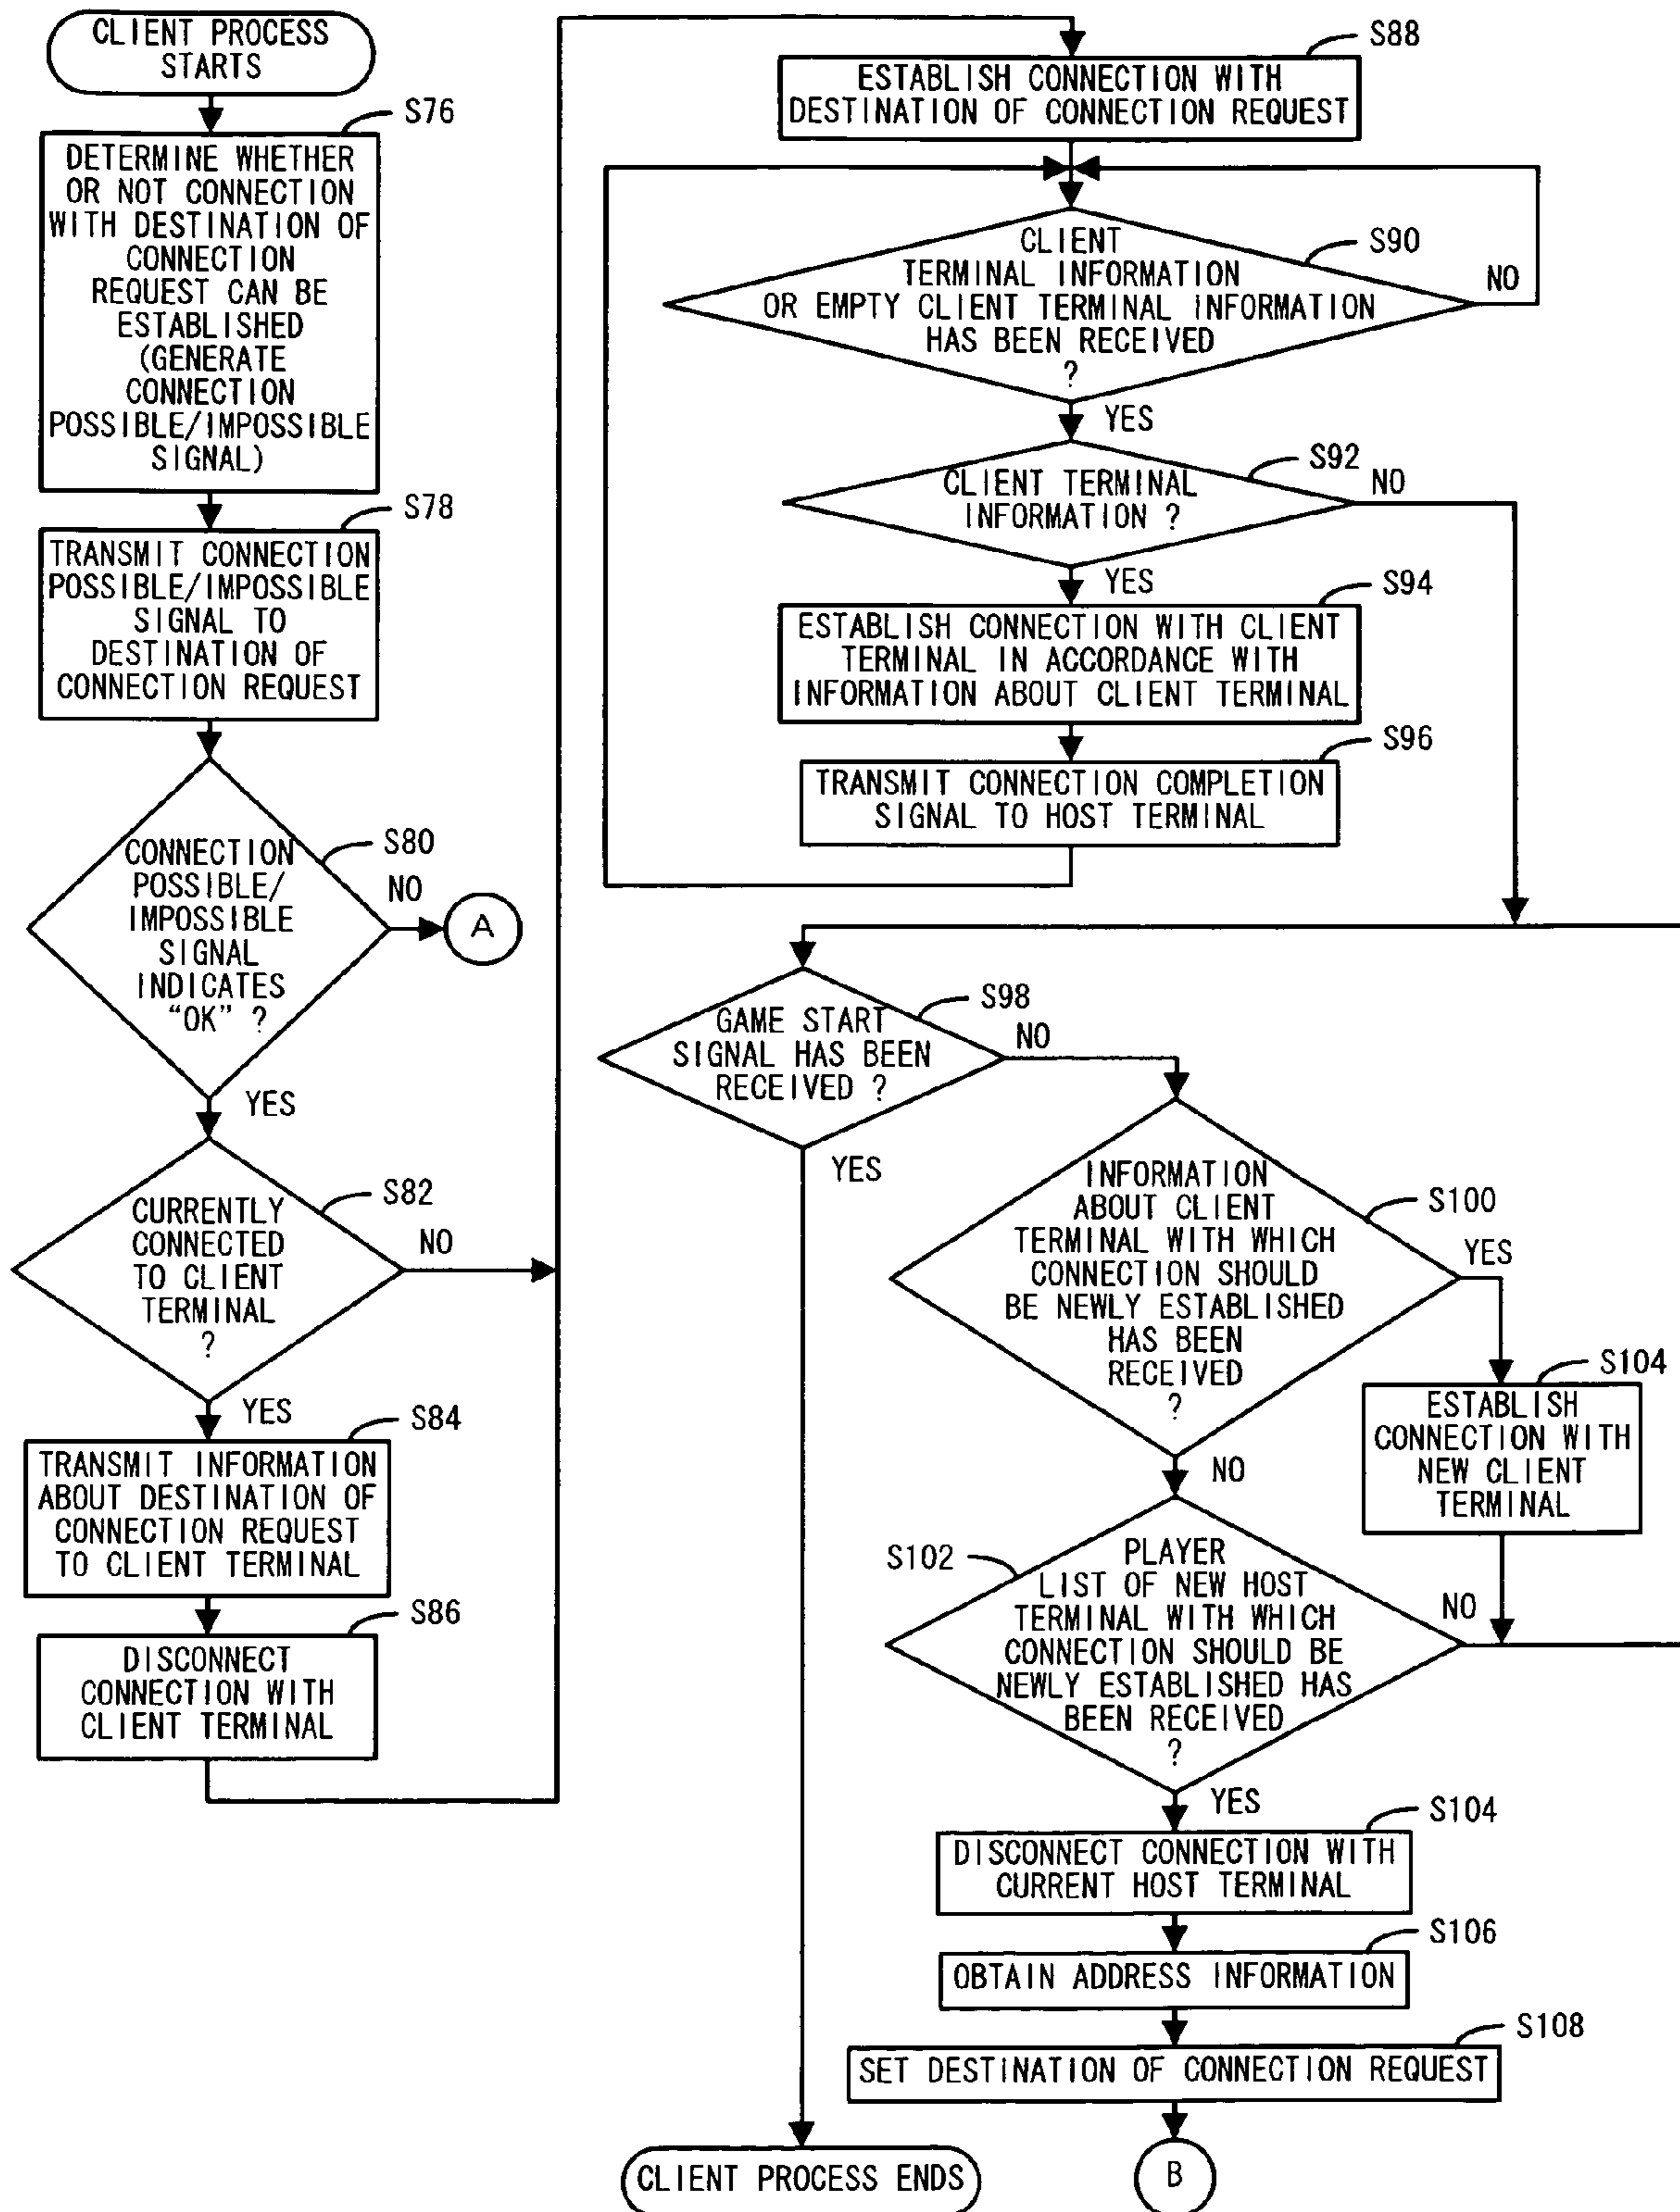 CLIENT PROCESS
STARTS
S76
DETERMINE WHETHER
OR NOT CONNECTION
WITH DESTINATION OF
CONNECTION
REQUEST CAN BE
ESTABLISHED
(GENERATE
CONNECTION
POSSIBLE/IMPOSSIBLE
SIGNAL)
S78
TRANSMIT CONNECTION
POSSIBLE/IMPOSSIBLE
SIGNAL TO
DESTINATION OF
CONNECTION REQUEST
S80
CONNECTION
POSSIBLE/
IMPOSSIBLE
SIGNAL
INDICATES
“OK” ?
NO
A
YES
S82
CURRENTLY
CONNECTED
TO CLIENT
TERMINAL
?
NO
YES
S84
TRANSMIT INFORMATION
ABOUT DESTINATION OF
CONNECTION REQUEST
TO CLIENT TERMINAL
S86
DISCONNECT
CONNECTION WITH
CLIENT TERMINAL
S88
ESTABLISH CONNECTION WITH
DESTINATION OF CONNECTION REQUEST
S90
CLIENT
TERMINAL INFORMATION
OR EMPTY CLIENT TERMINAL INFORMATION
HAS BEEN RECEIVED
?
NO
YES
S92
CLIENT TERMINAL
INFORMATION ?
NO
YES
S94
ESTABLISH CONNECTION WITH CLIENT
TERMINAL IN ACCORDANCE WITH
INFORMATION ABOUT CLIENT TERMINAL
S96
TRANSMIT CONNECTION COMPLETION
SIGNAL TO HOST TERMINAL
S98
GAME START
SIGNAL HAS BEEN
RECEIVED ?
NO
YES
S100
INFORMATION
ABOUT CLIENT
TERMINAL WITH WHICH
CONNECTION SHOULD
BE NEWLY ESTABLISHED
HAS BEEN
RECEIVED
?
YES
NO
S104
ESTABLISH
CONNECTION WITH
NEW CLIENT
TERMINAL
S102
PLAYER
LIST OF NEW HOST
TERMINAL WITH WHICH
CONNECTION SHOULD BE
NEWLY ESTABLISHED HAS
BEEN RECEIVED
?
NO
YES
S104
DISCONNECT CONNECTION WITH
CURRENT HOST TERMINAL
S106
OBTAIN ADDRESS INFORMATION
S108
SET DESTINATION OF CONNECTION REQUEST
CLIENT PROCESS ENDS
B